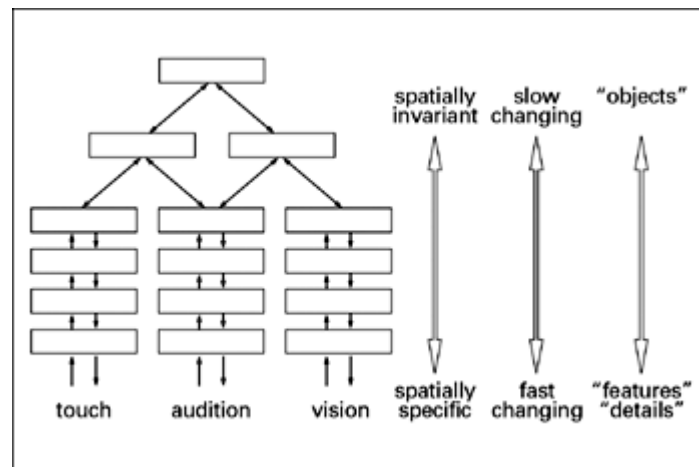 spatially
invariant
slow
changing
“objects”
touch
audition
vision
spatially
specific
fast
changing
“features”
“details”